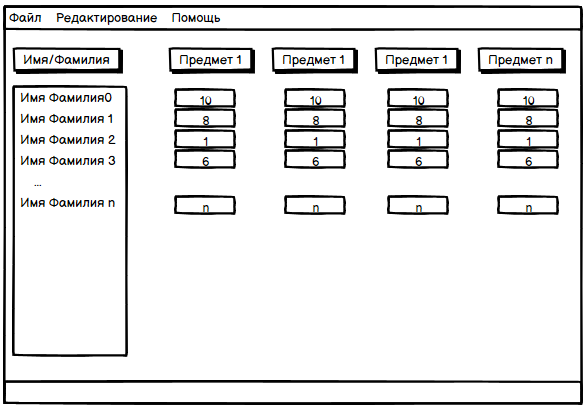 Файл Редактирование Помощь
Имя/Фамилия Предмет 1 Предмет 1 Предмет 1 Предмет n
Имя Фамилия0 10 10 10 10
Имя Фамилия 1 8 8 8 8
Имя Фамилия 2 1 1 1 1
Имя Фамилия 3 6 6 6 6
...
Имя Фамилия n n n n n